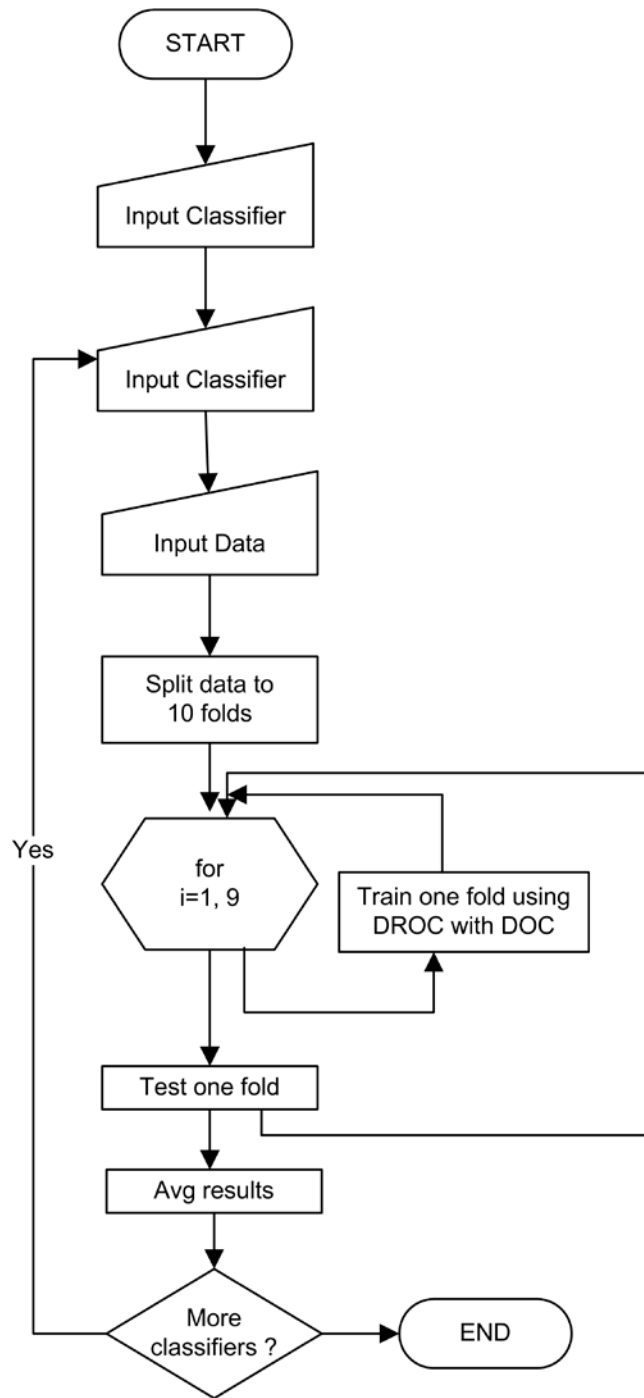 START
Input Classifier
Input Classifier
Input Data
Split data to
10 folds
Yes
for
i=1, 9
Train one fold using
DROC with DOC
Test one fold
Avg results
More
classifiers ?
END